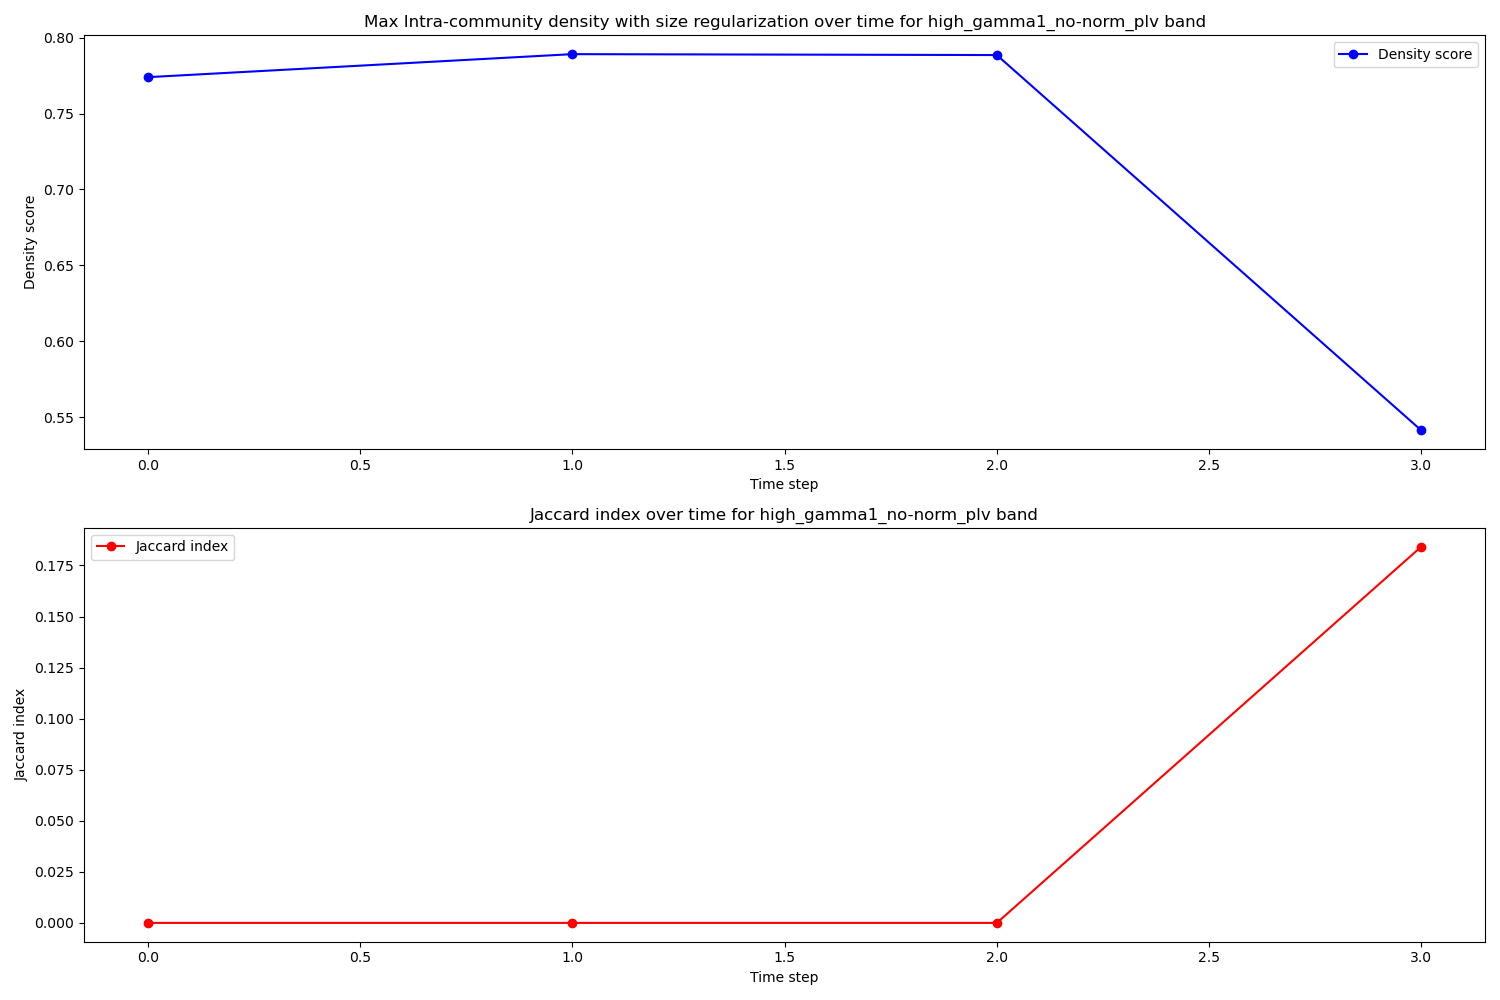 Max Intra-community density with size regularization over time for high_gamma1_no-norm_plv band
0.80
0.75
0.70
0.65
0.60
0.55
Density score
Density score
0.0 0.5 1.0 1.5 2.0 2.5 3.0
Time step
Jaccard index over time for high_gamma1_no-norm_plv band
Jaccard index
0.175
0.150
0.125
0.100
0.075
0.050
0.025
0.000
Jaccard index
0.0 0.5 1.0 1.5 2.0 2.5 3.0
Time step